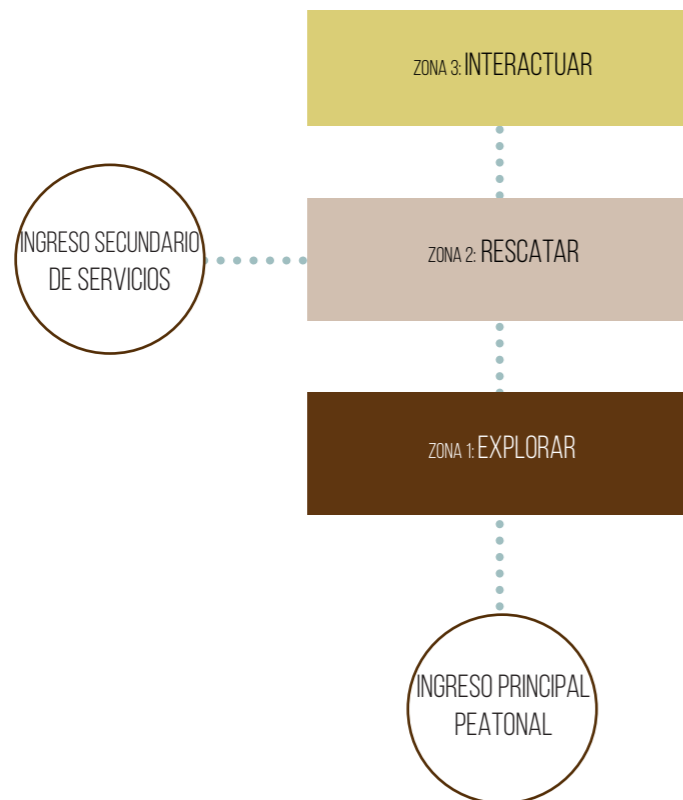 ZONA 3: INTERACTUAR
INGRESO SECUNDARIO
DE SERVICIOS
ZONA 2: RESCATAR
ZONA 1: EXPLORAR
INGRESO PRINCIPAL
PEATONAL